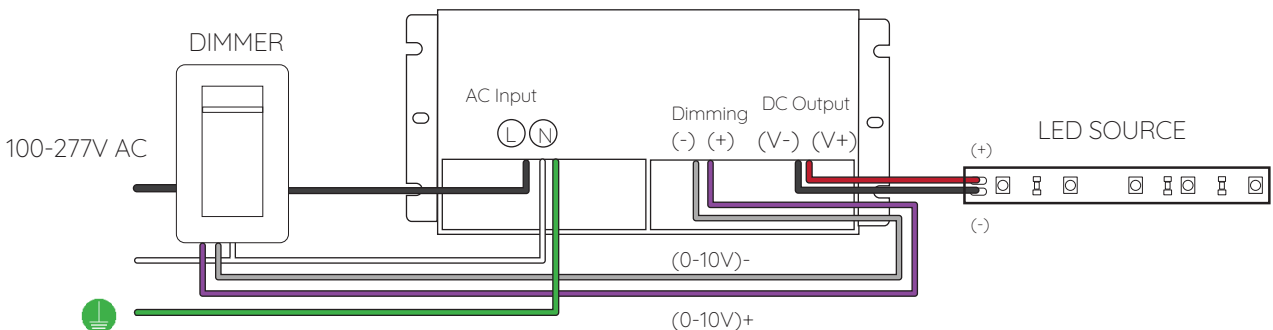 DIMMER
100-277V AC
AC Input
L N
Dimming
(-) (+)
DC Output
(V-) (V+)
LED SOURCE
(+)
(-)
(0-10V)-
(0-10V)+